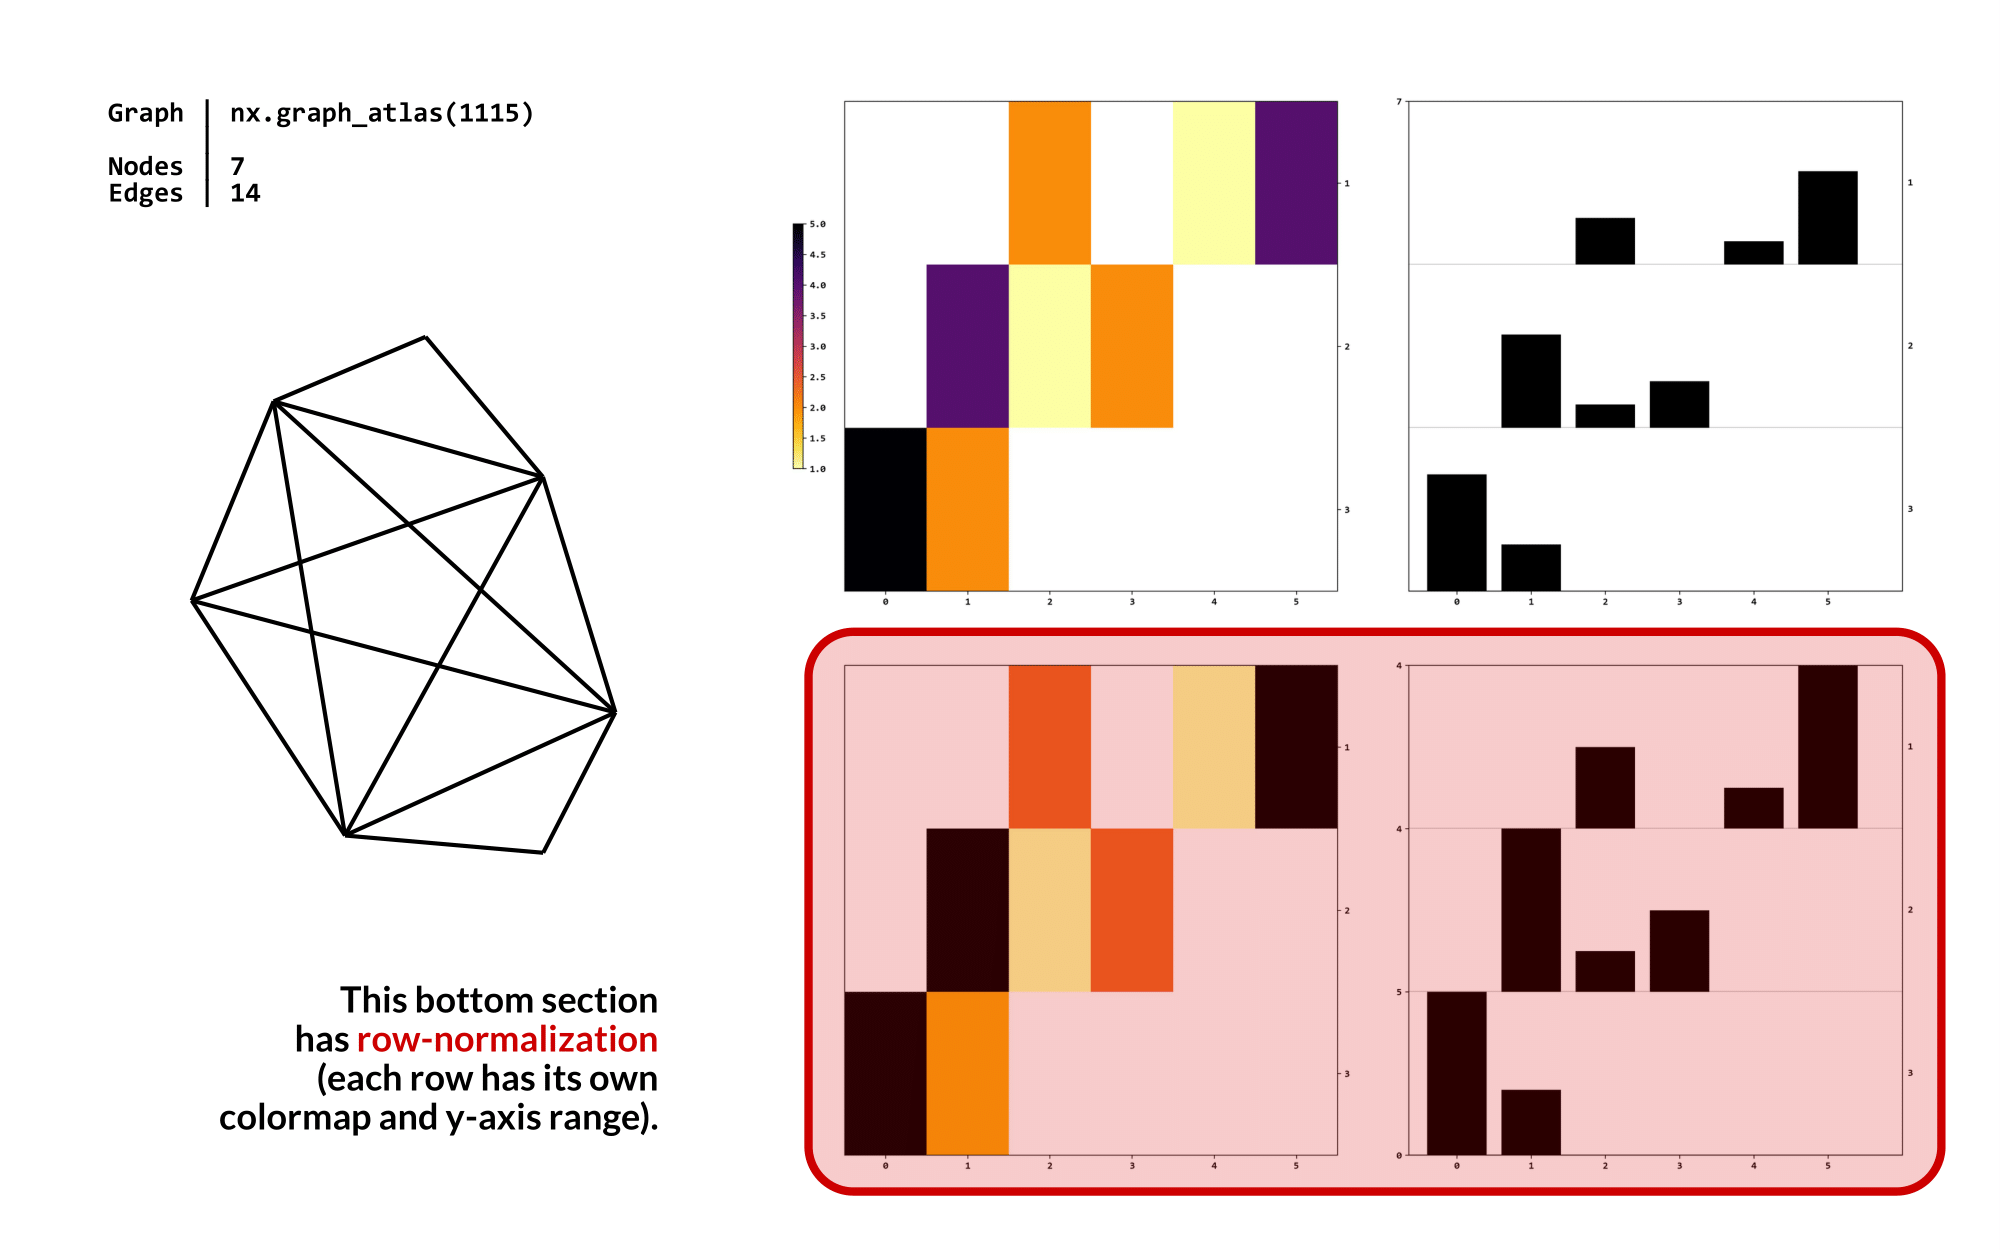 Graph nx.graph_atlas(1115)
Nodes 7
Edges 14
5.0
4.5
4.0
3.5
3.0
2.5
2.0
1.5
1.0
1
2
3
0 1 2 3 4 5
7
1
2
3
0 1 2 3 4 5
This bottom section
has row-normalization
(each row has its own
colormap and y-axis range).
1
2
3
0 1 2 3 4 5
4
4
5
0
1
2
3
0 1 2 3 4 5